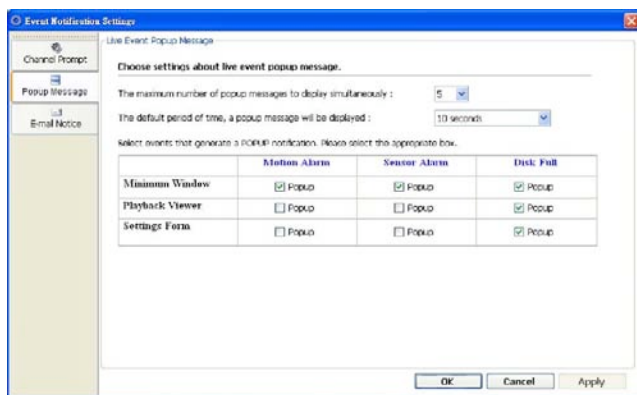 Event Notification Settings
Channel Prompt
Popup Message
E-mail Notice
Live Event Popup Message
Choose settings about live event popup message.
The maximum number of popup messages to display simultaneously : 5
The default period of time, a popup message will be displayed : 10 seconds
Select events that generate a POPUP notification. Please select the appropriate box.
Motion Alarm Sensor Alarm Disk Full
Minimum Window Popup Popup Popup
Playback Viewer Popup Popup Popup
Settings Form Popup Popup Popup
OK Cancel Apply